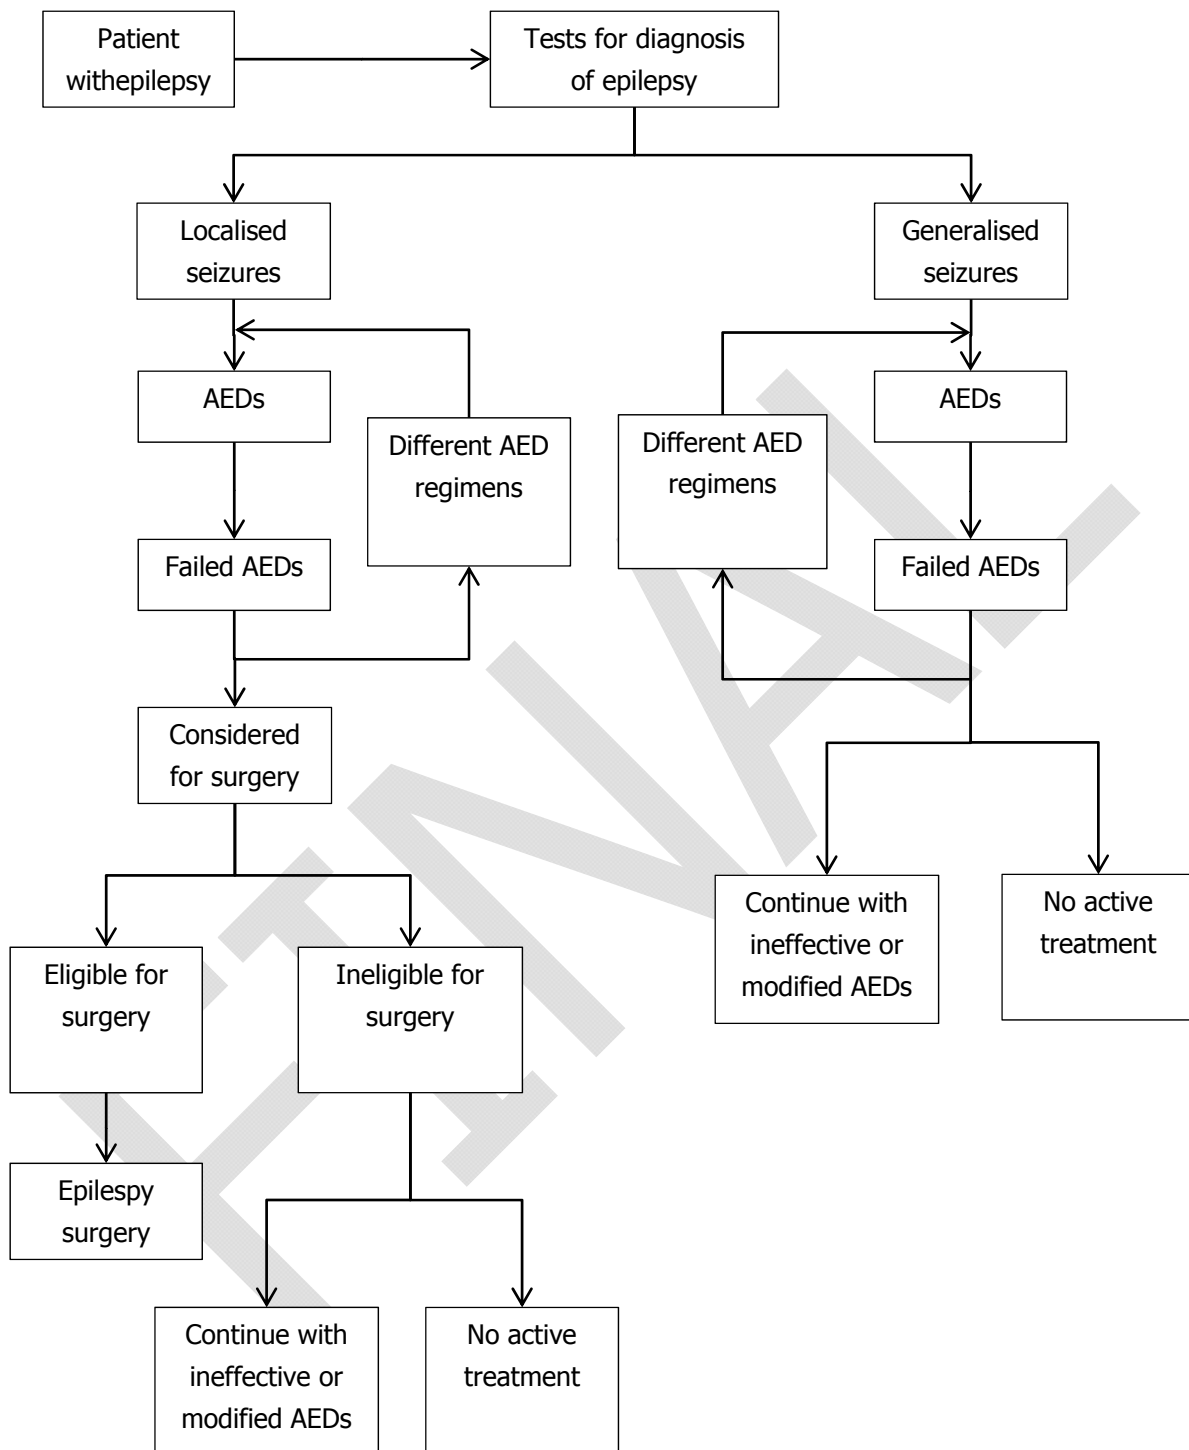 Patient
withepilepsy
Tests for diagnosis
of epilepsy
Localised
seizures
Generalised
seizures
AEDs
Different AED
regimens
Different AED
regimens
AEDs
Failed AEDs
Failed AEDs
Considered
for surgery
Continue with
ineffective or
modified AEDs
No active
treatment
Eligible for
surgery
Ineligible for
surgery
Epilespy
surgery
Continue with
ineffective or
modified AEDs
No active
treatment
FINAL